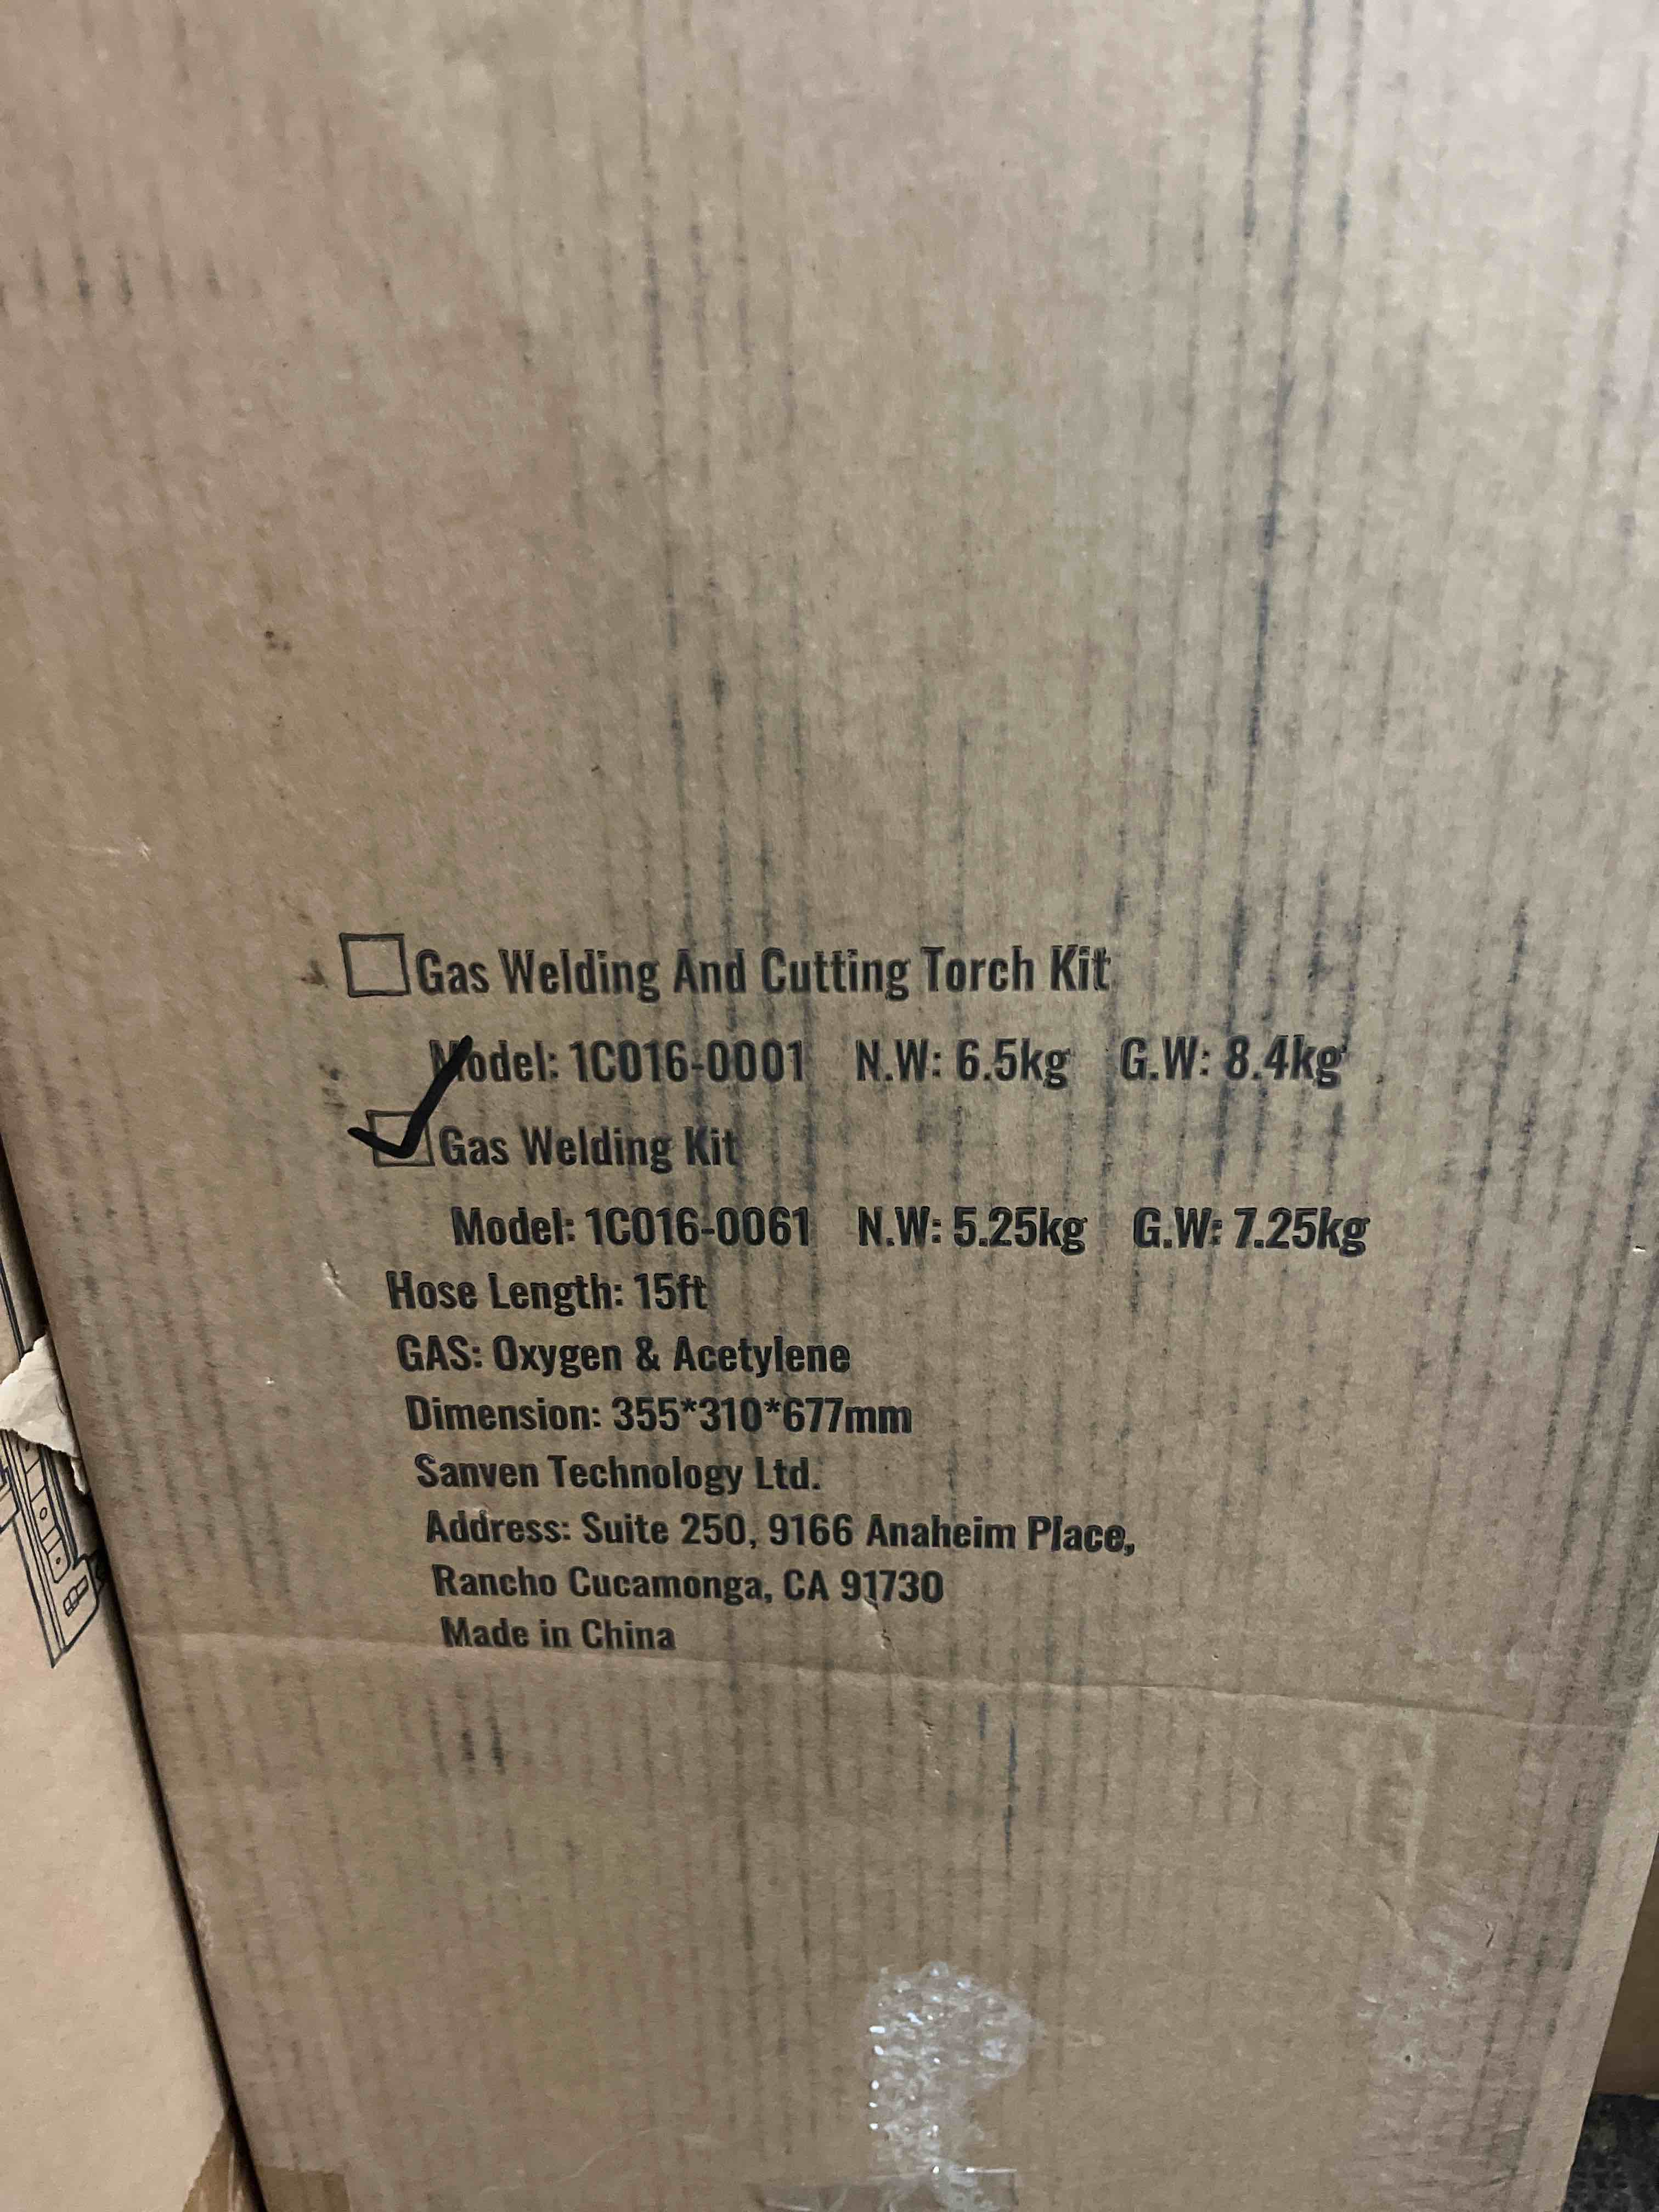 Gas Welding And Cutting Torch Kit
Model: 1C016-0001 N.W: 6.5kg G.W: 8.4kg
Gas Welding Kit
Model: 1C016-0061 N.W: 5.25kg G.W: 7.25kg
Hose Length: 15ft
GAS: Oxygen & Acetylene
Dimension: 355*310*677mm
Sanven Technology Ltd.
Address: Suite 250, 9166 Anaheim Place,
Rancho Cucamonga, CA 91730
Made in China